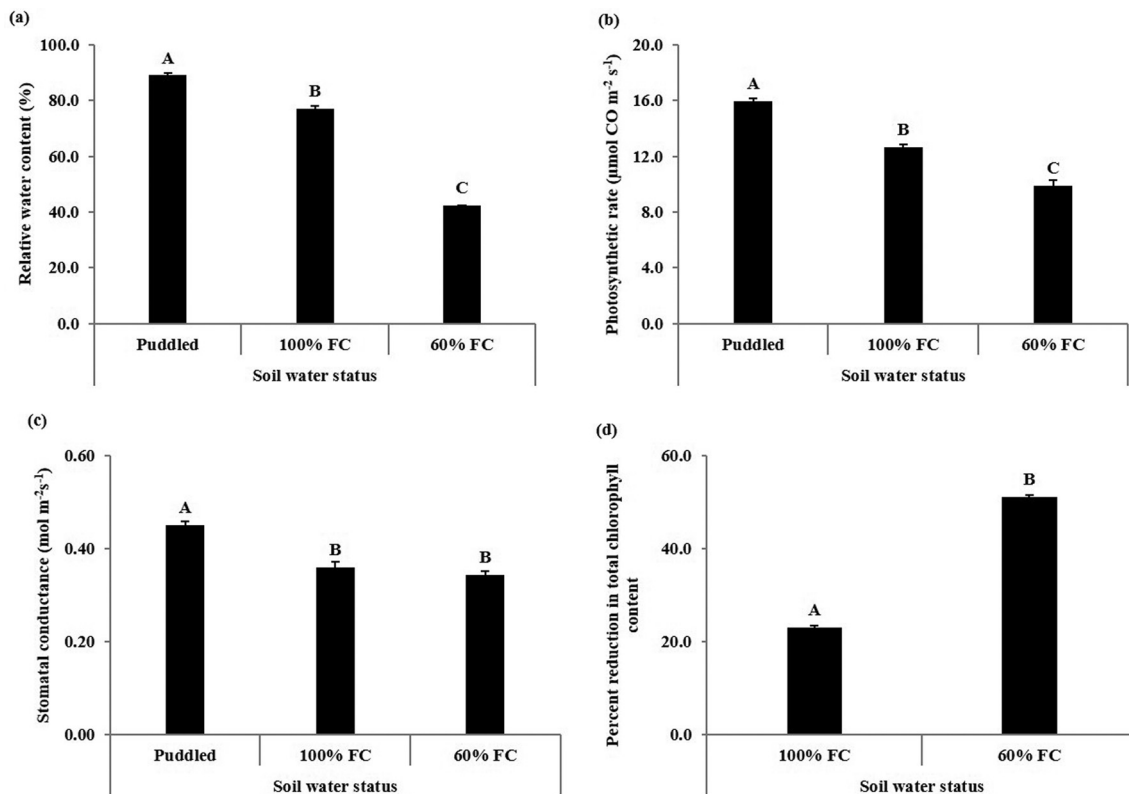 (a)
Relative water content (%)
100.0
80.0
60.0
40.0
20.0
0.0
A
B
C
Puddled 100% FC 60% FC
Soil water status
(b)
Photosynthetic rate (µmol CO m⁻² s⁻¹)
20.0
16.0
12.0
8.0
4.0
0.0
A
B
C
Puddled 100% FC 60% FC
Soil water status
(c)
Stomatal conductance (mol m⁻²s⁻¹)
0.60
0.40
0.20
0.00
A
B
B
Puddled 100% FC 60% FC
Soil water status
(d)
Percent reduction in total chlorophyll
content
60.0
40.0
20.0
0.0
A
B
100% FC 60% FC
Soil water status